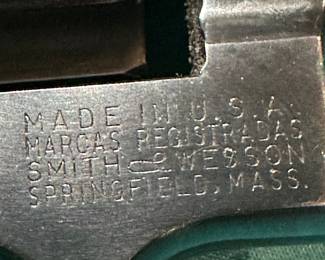 MADE IN U.S.A.
MARCAS REGISTRADAS
SMITH & WESSON
SPRINGFIELD, MASS.